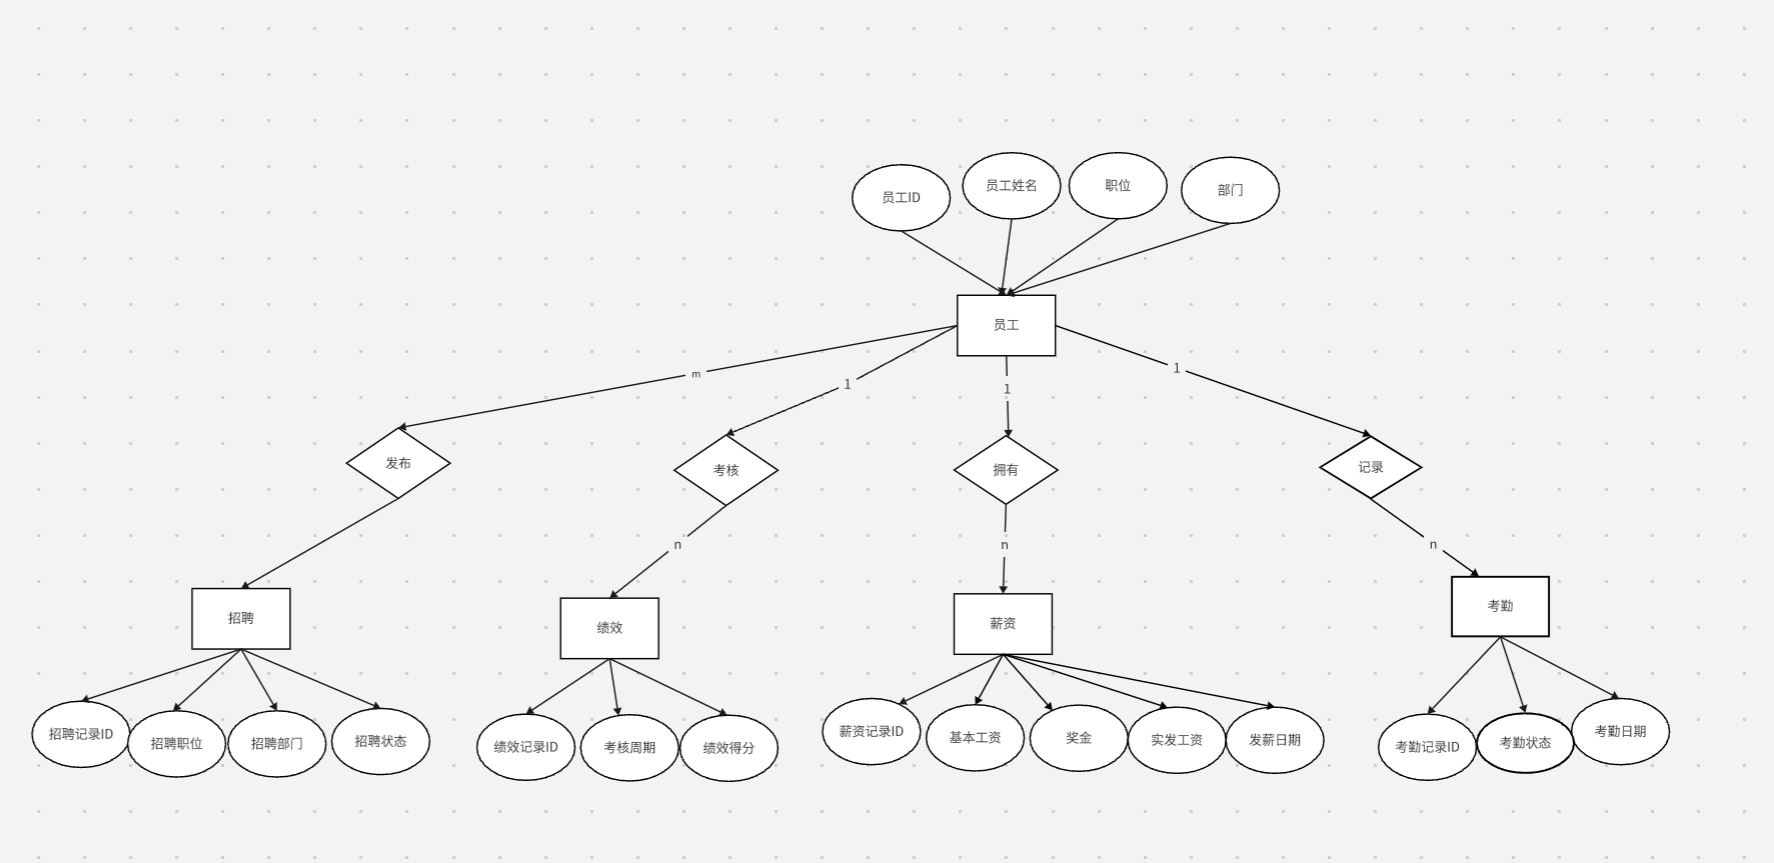 员工ID
员工姓名
职位
部门
员工
m
1
1
1
发布
考核
拥有
记录
n
n
n
招聘
绩效
薪资
考勤
招聘记录ID
招聘职位
招聘部门
招聘状态
绩效记录ID
考核周期
绩效得分
薪资记录ID
基本工资
奖金
实发工资
发薪日期
考勤记录ID
考勤状态
考勤日期